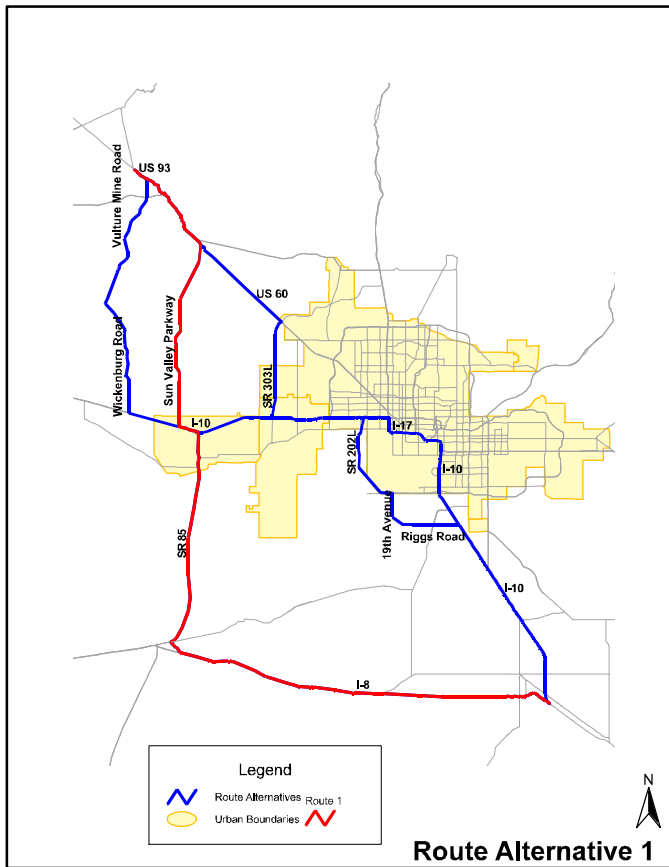 US 93
Vulture Mine Road
US 60
Sun Valley Parkway
Wickenburg Road
SR 303L
I-10
I-17
SR 202L
I-10
19th Avenue
Riggs Road
SR 85
I-10
I-8
Legend
Route Alternatives Route 1
Urban Boundaries
N
Route Alternative 1